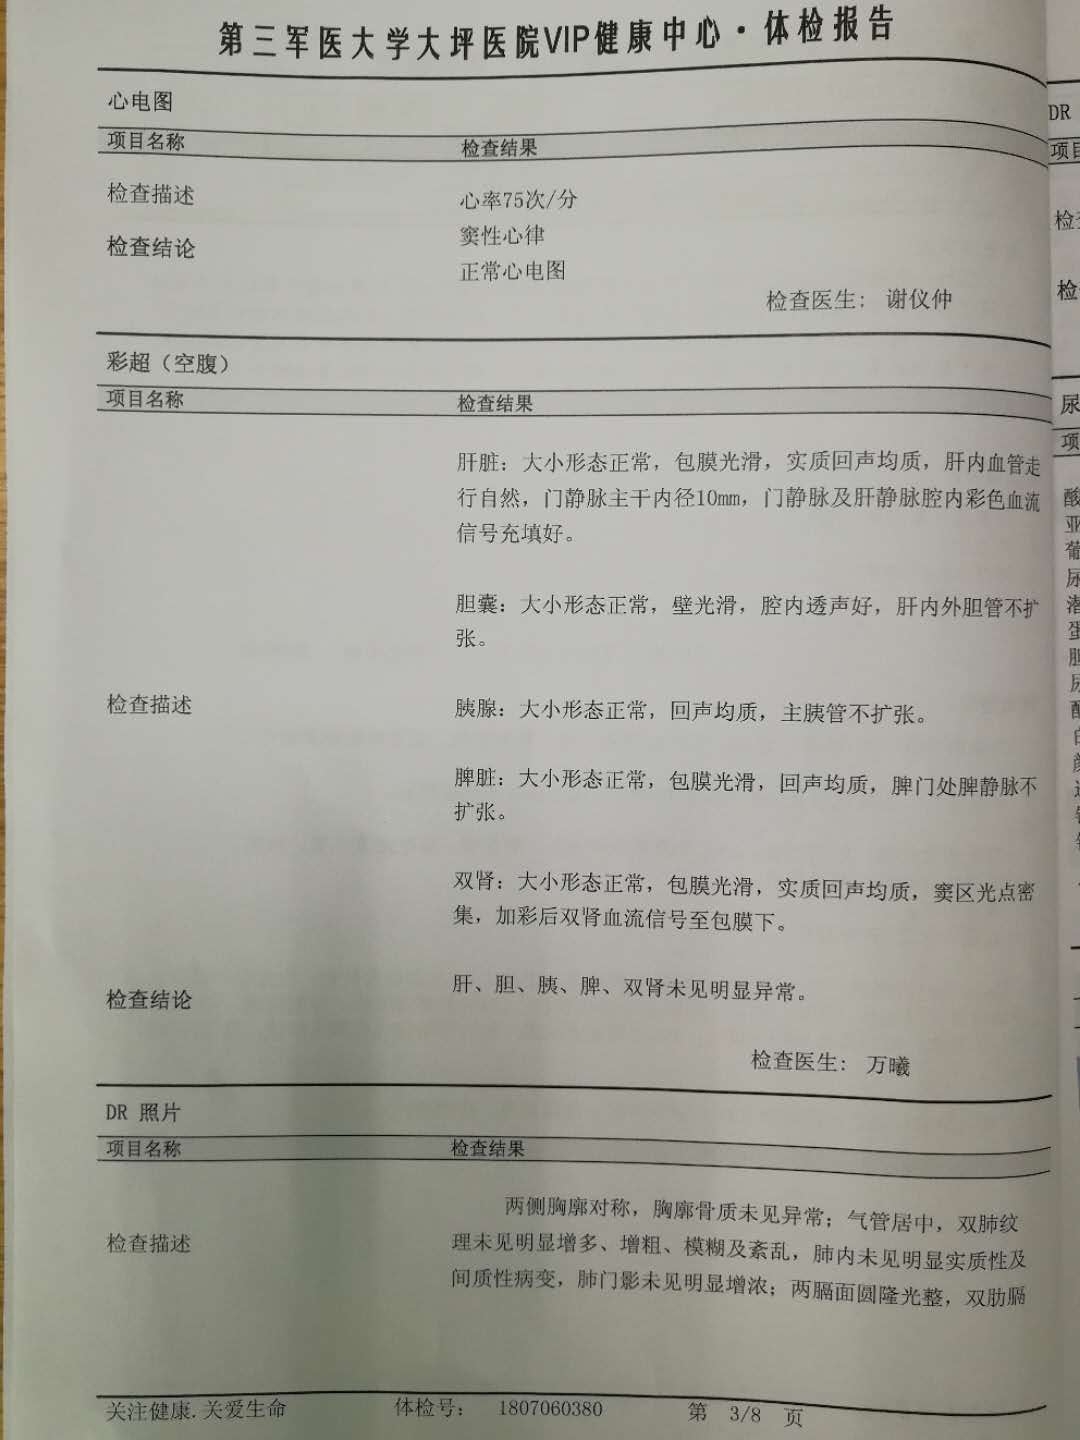 第三军医大学大坪医院VIP健康中心·体检报告
心电图
项目名称 检查结果
检查描述 心率75次/分
窦性心律
检查结论
正常心电图
检查医生: 谢仪仲
彩超（空腹）
项目名称 检查结果
肝脏: 大小形态正常，包膜光滑，实质回声均质，肝内血管走
行自然，门静脉主干内径10mm，门静脉及肝静脉腔内彩色血流
信号充填好。
胆囊: 大小形态正常，壁光滑，腔内透声好，肝内外胆管不扩
张。
检查描述
胰腺: 大小形态正常，回声均质，主胰管不扩张。
脾脏: 大小形态正常，包膜光滑，回声均质，脾门处脾静脉不
扩张。
双肾: 大小形态正常，包膜光滑，实质回声均质，窦区光点密
集，加彩后双肾血流信号至包膜下。
检查结论 肝、胆、胰、脾、双肾未见明显异常。
检查医生: 万曦
DR 照片
项目名称 检查结果
两侧胸廓对称，胸廓骨质未见异常；气管居中，双肺纹
检查描述 理未见明显增多、增粗、模糊及紊乱，肺内未见明显实质性及
间质性病变，肺门影未见明显增浓；两膈面圆隆光整，双肋膈
关注健康.关爱生命 体检号: 1807060380 第 3/8 页
DR
项目
检查
检
尿
项
酸
亚
葡
尿
潜
蛋
胆
尿